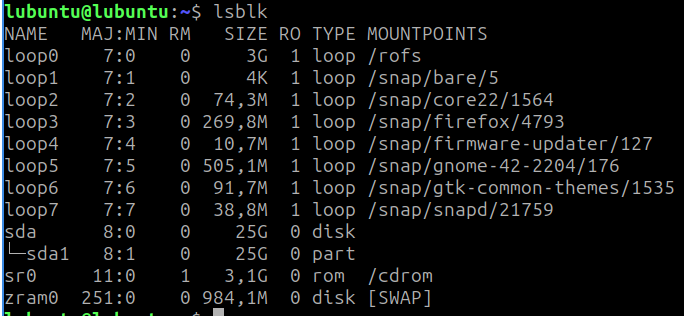 lubuntu@lubuntu:~$ lsblk
NAME   MAJ:MIN RM   SIZE RO TYPE MOUNTPOINTS
loop0    7:0    0     3G  1 loop /rofs
loop1    7:1    0     4K  1 loop /snap/bare/5
loop2    7:2    0  74,3M  1 loop /snap/core22/1564
loop3    7:3    0 269,8M  1 loop /snap/firefox/4793
loop4    7:4    0  10,7M  1 loop /snap/firmware-updater/127
loop5    7:5    0 505,1M  1 loop /snap/gnome-42-2204/176
loop6    7:6    0  91,7M  1 loop /snap/gtk-common-themes/1535
loop7    7:7    0  38,8M  1 loop /snap/snapd/21759
sda      8:0    0    25G  0 disk
└─sda1   8:1    0    25G  0 part
sr0     11:0    1   3,1G  0 rom  /cdrom
zram0  251:0    0 984,1M  0 disk [SWAP]
lubuntu@lubuntu:~$